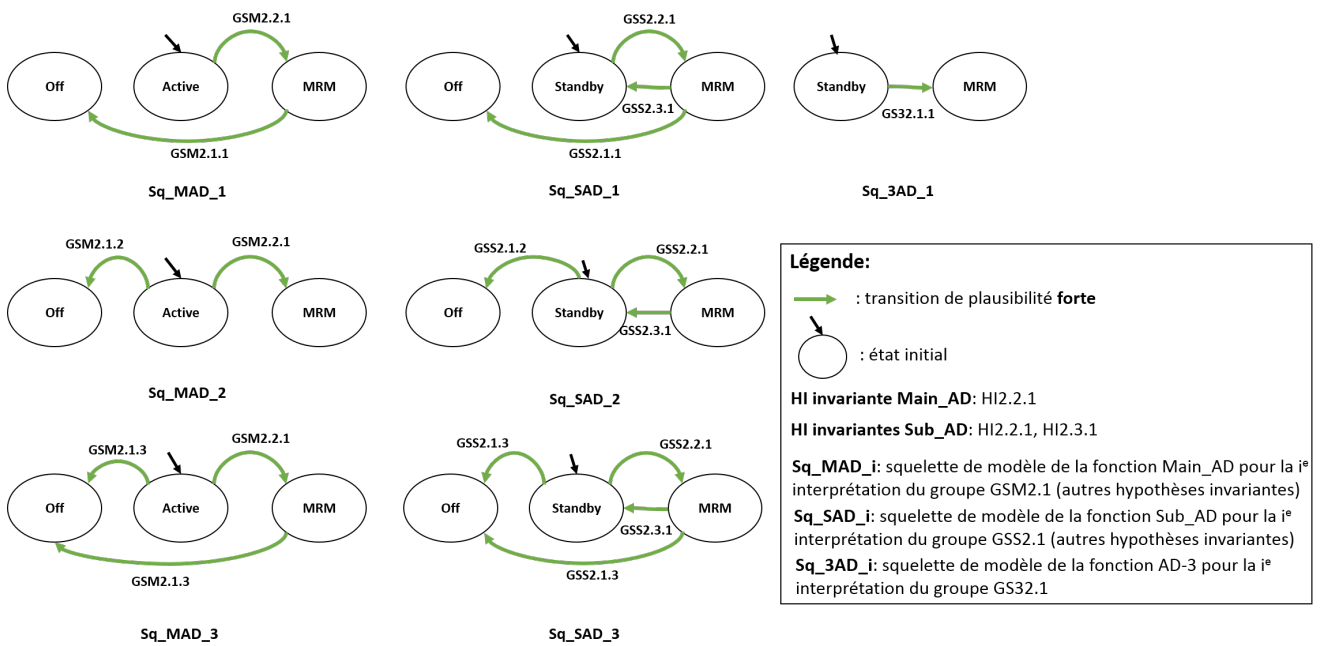 GSM2.2.1
Off
Active
MRM
GSM2.1.1
Sq_MAD_1
GSS2.2.1
Off
Standby
MRM
GSS2.3.1
GSS2.1.1
Sq_SAD_1
Standby
MRM
GS32.1.1
Sq_3AD_1
GSM2.1.2
GSM2.2.1
Off
Active
MRM
Sq_MAD_2
GSS2.1.2
GSS2.2.1
Off
Standby
MRM
GSS2.3.1
Sq_SAD_2
GSM2.1.3
GSM2.2.1
Off
Active
MRM
GSM2.1.3
Sq_MAD_3
GSS2.1.3
GSS2.2.1
Off
Standby
MRM
GSS2.3.1
GSS2.1.3
Sq_SAD_3
Légende:
: transition de plausibilité forte
: état initial
HI invariante Main_AD: HI2.2.1
HI invariantes Sub_AD: HI2.2.1, HI2.3.1
Sq_MAD_i: squelette de modèle de la fonction Main_AD pour la iᵉ
interprétation du groupe GSM2.1 (autres hypothèses invariantes)
Sq_SAD_i: squelette de modèle de la fonction Sub_AD pour la iᵉ
interprétation du groupe GSS2.1 (autres hypothèses invariantes)
Sq_3AD_i: squelette de modèle de la fonction AD-3 pour la iᵉ
interprétation du groupe GS32.1